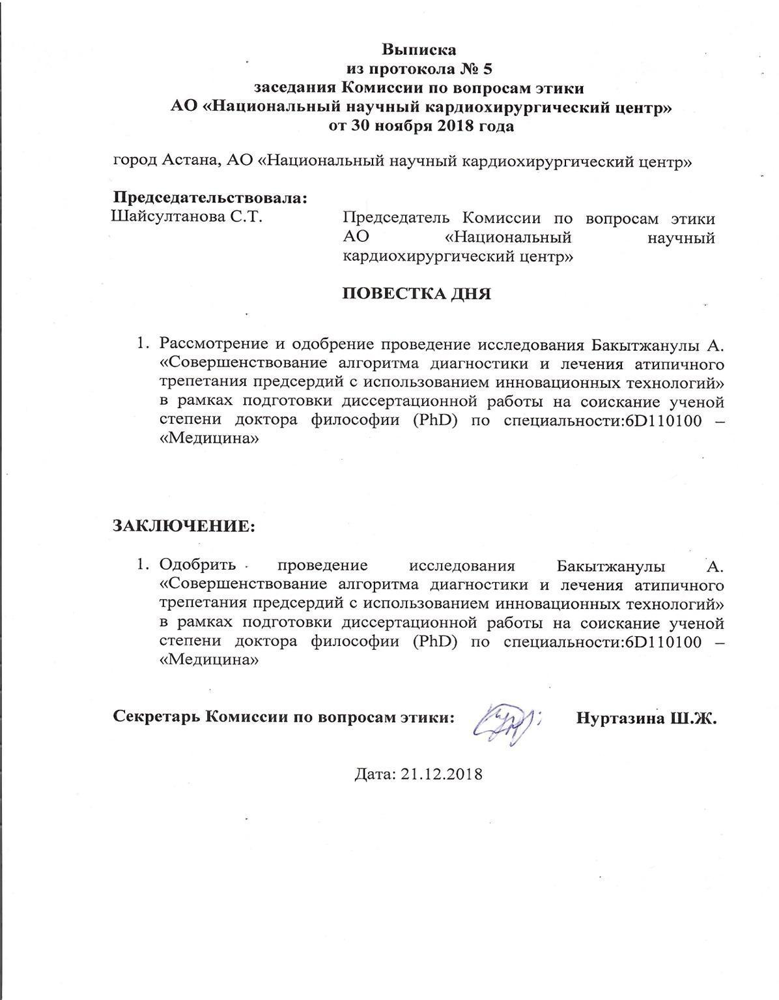 Выписка
из протокола № 5
заседания Комиссии по вопросам этики
АО «Национальный научный кардиохирургический центр»
от 30 ноября 2018 года
город Астана, АО «Национальный научный кардиохирургический центр»
Председательствовала:
Шайсултанова С.Т.
Председатель Комиссии по вопросам этики
АО «Национальный научный
кардиохирургический центр»
ПОВЕСТКА ДНЯ
1. Рассмотрение и одобрение проведение исследования Бакытжанулы А.
«Совершенствование алгоритма диагностики и лечения атипичного
трепетания предсердий с использованием инновационных технологий»
в рамках подготовки диссертационной работы на соискание ученой
степени доктора философии (PhD) по специальности:6D110100 –
«Медицина»
ЗАКЛЮЧЕНИЕ:
1. Одобрить проведение исследования Бакытжанулы А.
«Совершенствование алгоритма диагностики и лечения атипичного
трепетания предсердий с использованием инновационных технологий»
в рамках подготовки диссертационной работы на соискание ученой
степени доктора философии (PhD) по специальности:6D110100 –
«Медицина»
Секретарь Комиссии по вопросам этики: Нуртазина Ш.Ж.
Дата: 21.12.2018